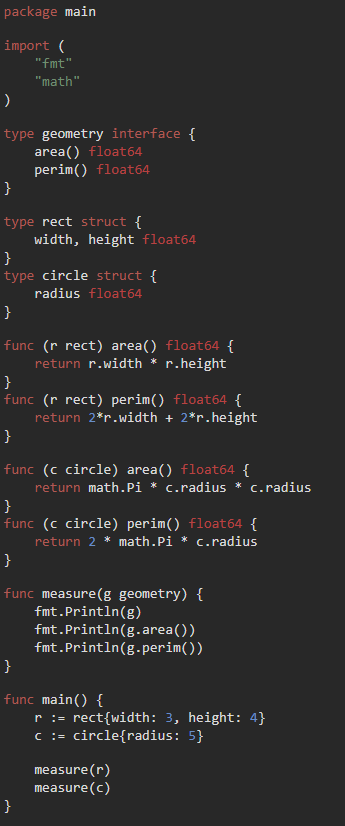 package main

import (
    "fmt"
    "math"
)

type geometry interface {
    area() float64
    perim() float64
}

type rect struct {
    width, height float64
}
type circle struct {
    radius float64
}

func (r rect) area() float64 {
    return r.width * r.height
}
func (r rect) perim() float64 {
    return 2*r.width + 2*r.height
}

func (c circle) area() float64 {
    return math.Pi * c.radius * c.radius
}
func (c circle) perim() float64 {
    return 2 * math.Pi * c.radius
}

func measure(g geometry) {
    fmt.Println(g)
    fmt.Println(g.area())
    fmt.Println(g.perim())
}

func main() {
    r := rect{width: 3, height: 4}
    c := circle{radius: 5}

    measure(r)
    measure(c)
}